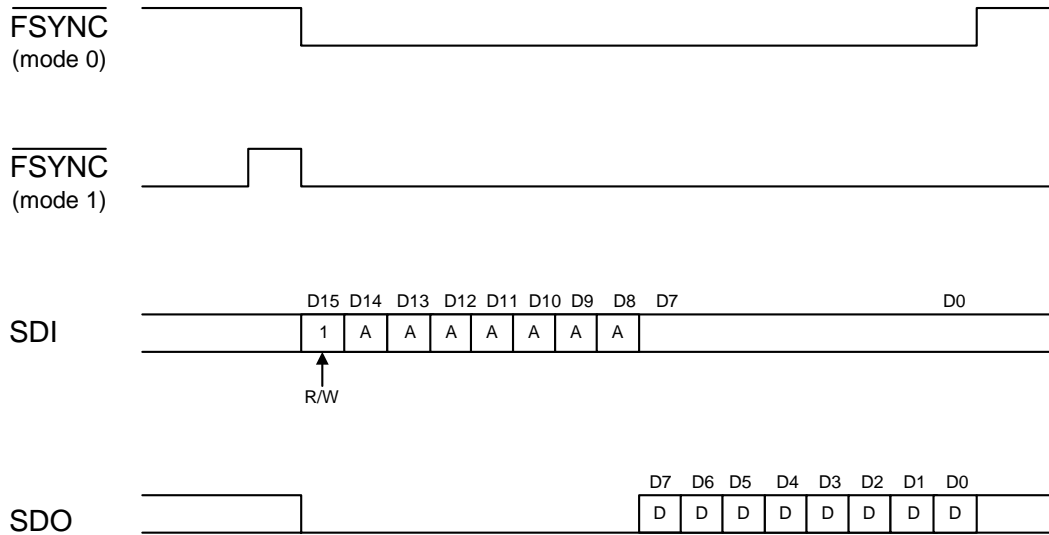 FSYNC
(mode 0)
FSYNC
(mode 1)
D15 D14 D13 D12 D11 D10 D9 D8 D7 D0
SDI 1 A A A A A A A
R/W
D7 D6 D5 D4 D3 D2 D1 D0
SDO D D D D D D D D